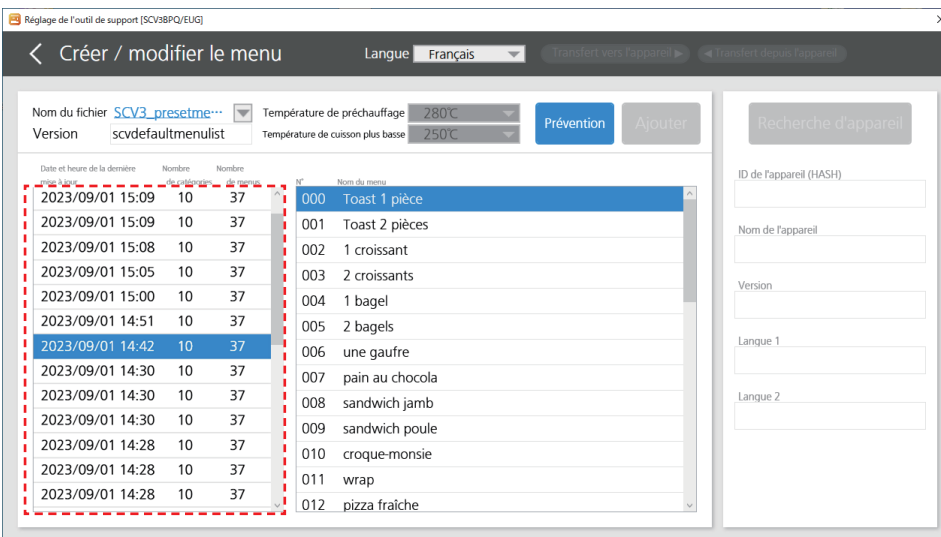 Réglage de l'outil de support [SCV3BPQ/EUG]
Créer / modifier le menu
Langue Français
Transfert vers l'appareil ▶
◀ Transfert depuis l'appareil
Nom du fichier SCV3_presetme···
Version scvdefaultmenulist
Température de préchauffage 280℃
Température de cuisson plus basse 250℃
Prévention
Ajouter
Date et heure de la dernière mise à jour
Nombre de catégories
Nombre de menus
2023/09/01 15:09 10 37
2023/09/01 15:09 10 37
2023/09/01 15:08 10 37
2023/09/01 15:05 10 37
2023/09/01 15:00 10 37
2023/09/01 14:51 10 37
2023/09/01 14:42 10 37
2023/09/01 14:30 10 37
2023/09/01 14:30 10 37
2023/09/01 14:30 10 37
2023/09/01 14:28 10 37
2023/09/01 14:28 10 37
2023/09/01 14:28 10 37
N° Nom du menu
000 Toast 1 pièce
001 Toast 2 pièces
002 1 croissant
003 2 croissants
004 1 bagel
005 2 bagels
006 une gaufre
007 pain au chocola
008 sandwich jamb
009 sandwich poule
010 croque-monsie
011 wrap
012 pizza fraîche
Recherche d'appareil
ID de l'appareil (HASH)
Nom de l'appareil
Version
Langue 1
Langue 2